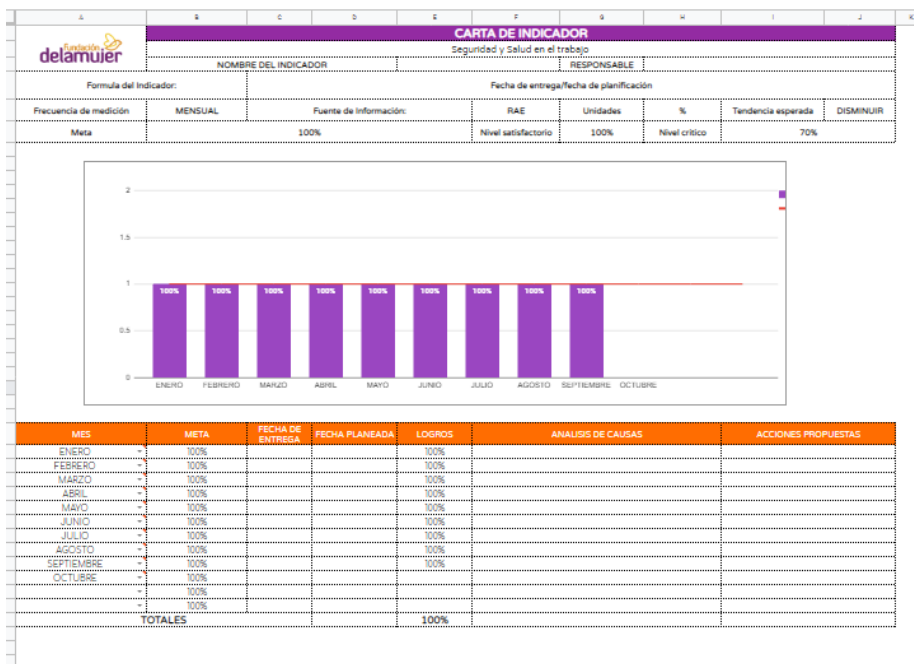 A B C D E F G H I J K
Fundación
delamujer
CARTA DE INDICADOR
Seguridad y Salud en el trabajo
NOMBRE DEL INDICADOR RESPONSABLE
Formula del Indicador: Fecha de entrega/fecha de planificación
Frecuencia de medición MENSUAL Fuente de Información: RAE Unidades % Tendencia esperada DISMINUIR
Meta 100% Nivel satisfactorio 100% Nivel critico 70%
2
1.5
1
100% 100% 100% 100% 100% 100% 100% 100% 100%
0.5
0
ENERO FEBRERO MARZO ABRIL MAYO JUNIO JULIO AGOSTO SEPTIEMBRE OCTUBRE
MES META FECHA DE ENTREGA FECHA PLANEADA LOGROS ANALISIS DE CAUSAS ACCIONES PROPUESTAS
ENERO 100% 100%
FEBRERO 100% 100%
MARZO 100% 100%
ABRIL 100% 100%
MAYO 100% 100%
JUNIO 100% 100%
JULIO 100% 100%
AGOSTO 100% 100%
SEPTIEMBRE 100% 100%
OCTUBRE 100%
100%
100%
TOTALES 100%